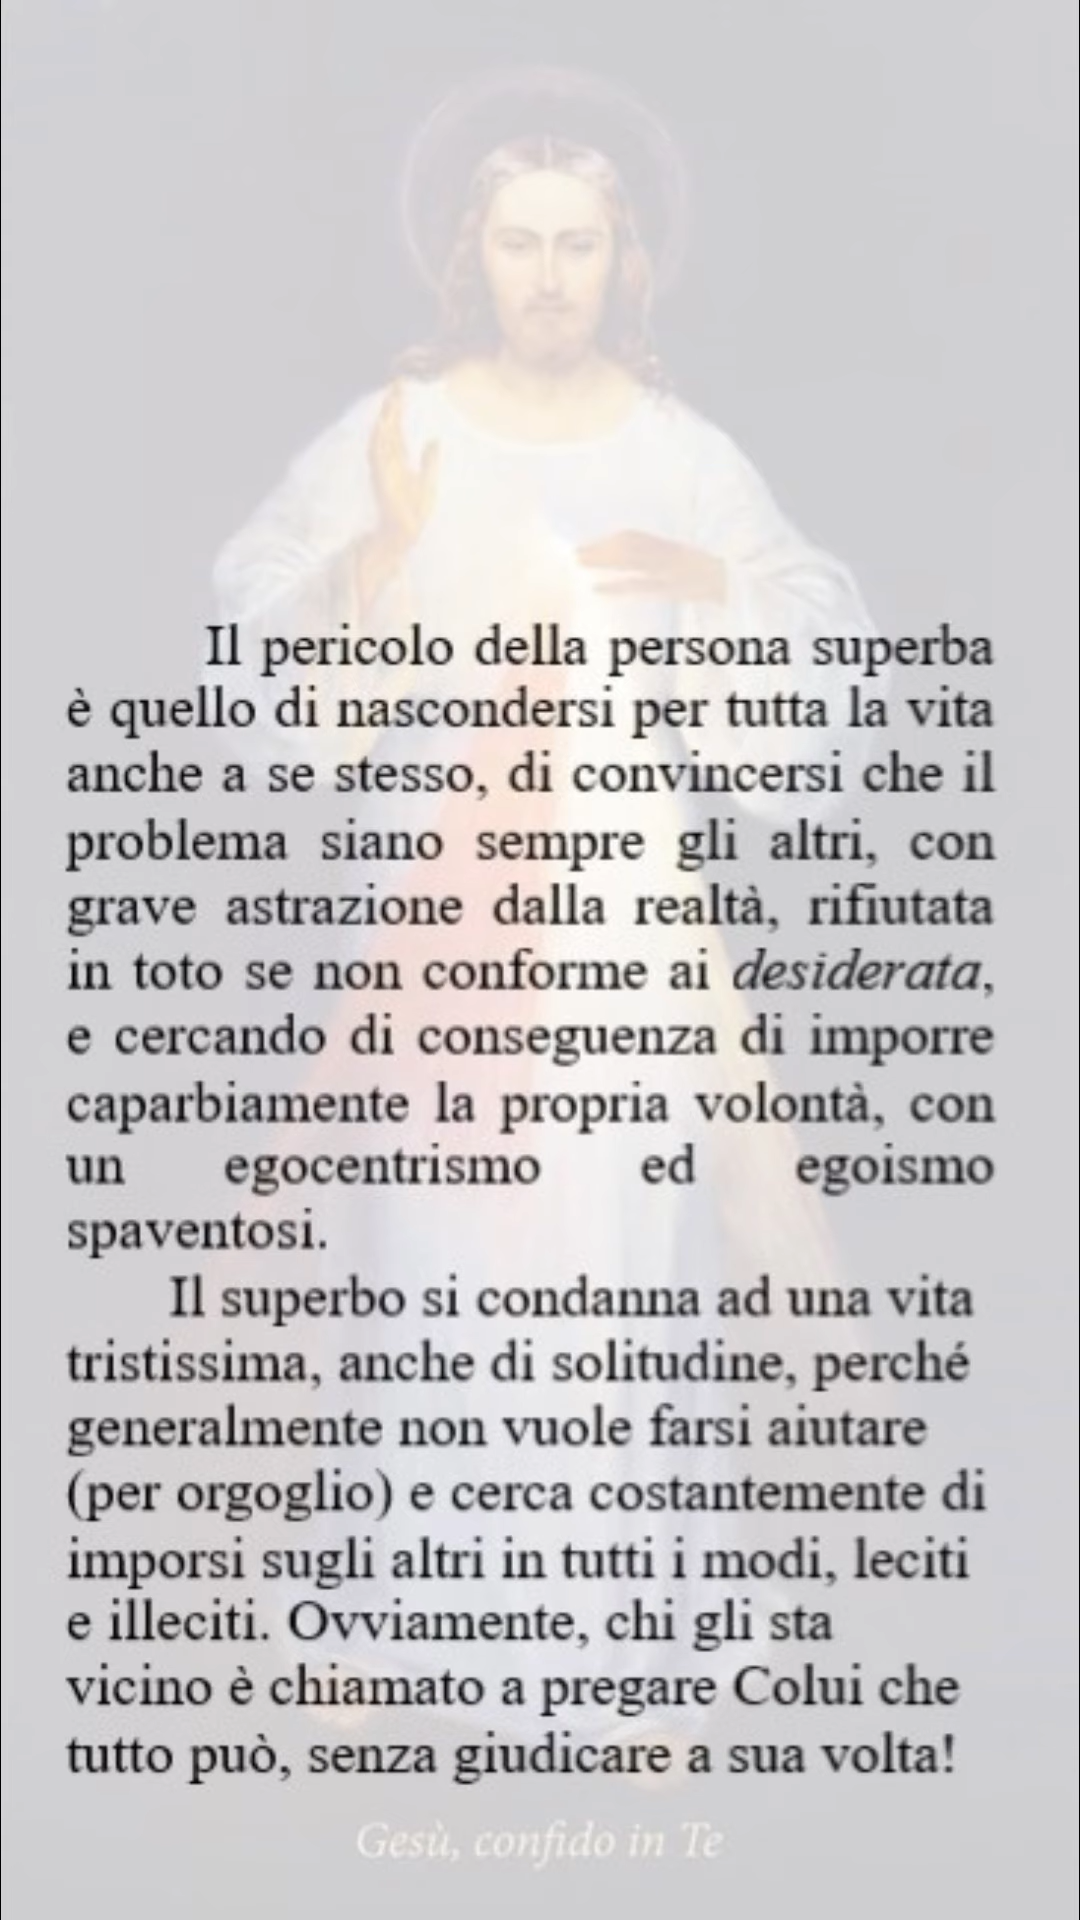 Il pericolo della persona superba
è quello di nascondersi per tutta la vita
anche a se stesso, di convincersi che il
problema siano sempre gli altri, con
grave astrazione dalla realtà, rifiutata
in toto se non conforme ai desiderata,
e cercando di conseguenza di imporre
caparbiamente la propria volontà, con
un egocentrismo ed egoismo
spaventosi.
Il superbo si condanna ad una vita
tristissima, anche di solitudine, perché
generalmente non vuole farsi aiutare
(per orgoglio) e cerca costantemente di
imporsi sugli altri in tutti i modi, leciti
e illeciti. Ovviamente, chi gli sta
vicino è chiamato a pregare Colui che
tutto può, senza giudicare a sua volta!
Gesù, confido in Te